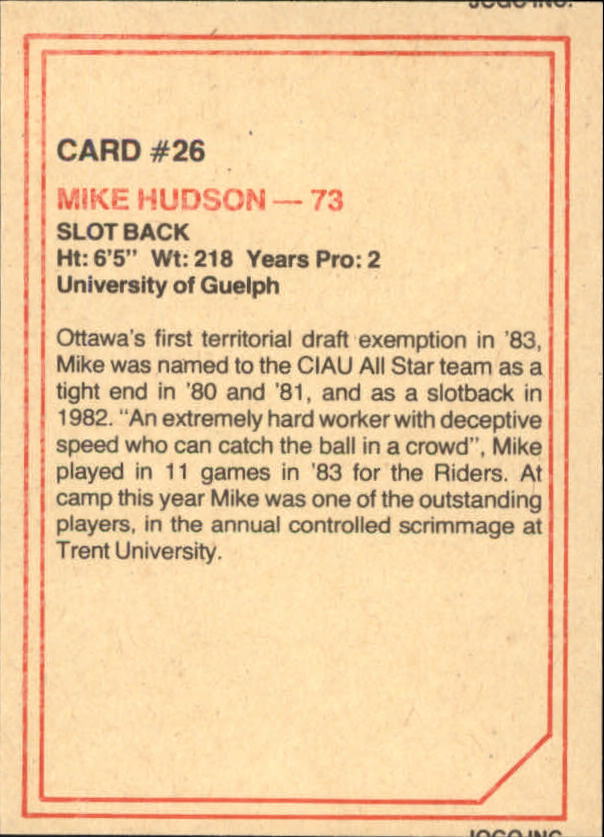 JOGO INC.
CARD #26
MIKE HUDSON — 73
SLOT BACK
Ht: 6'5" Wt: 218 Years Pro: 2
University of Guelph
Ottawa's first territorial draft exemption in '83,
Mike was named to the CIAU All Star team as a
tight end in '80 and '81, and as a slotback in
1982. "An extremely hard worker with deceptive
speed who can catch the ball in a crowd", Mike
played in 11 games in '83 for the Riders. At
camp this year Mike was one of the outstanding
players, in the annual controlled scrimmage at
Trent University.
JOGO INC.